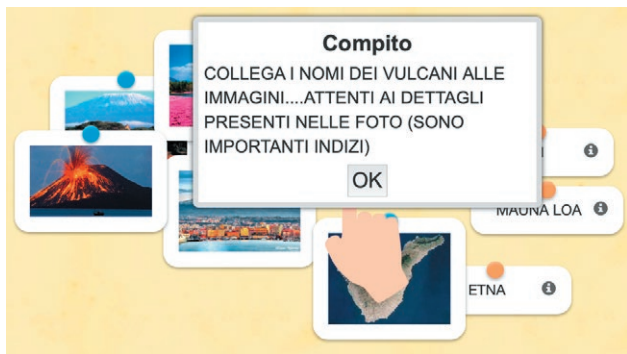 Compito
COLLEGA I NOMI DEI VULCANI ALLE
IMMAGINI....ATTENTI AI DETTAGLI
PRESENTI NELLE FOTO (SONO
IMPORTANTI INDIZI)
OK
I
MAUNA LOA
ETNA